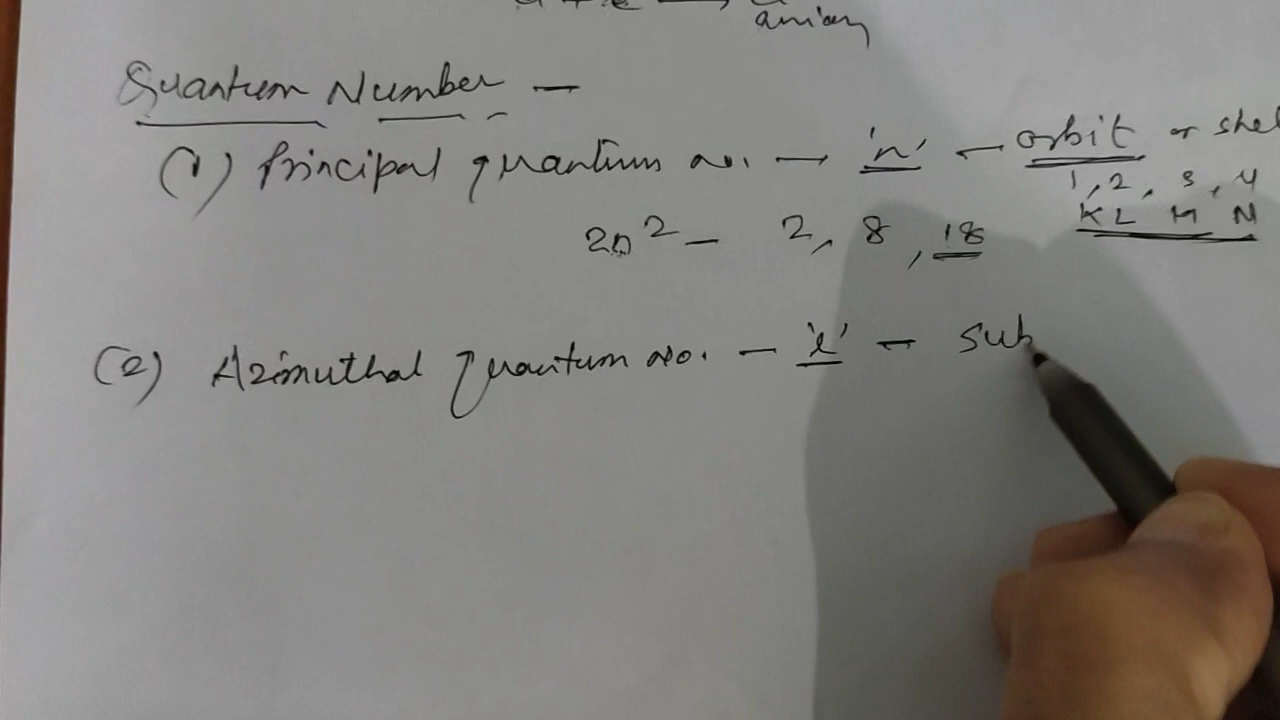 anion
Quantum Number —
(1) Principal quantum no. — 'n' — orbit or shel
1, 2, 3, 4
K L M N
2n² — 2, 8, 18
(2) Azimuthal quantum no. — 'l' — sub